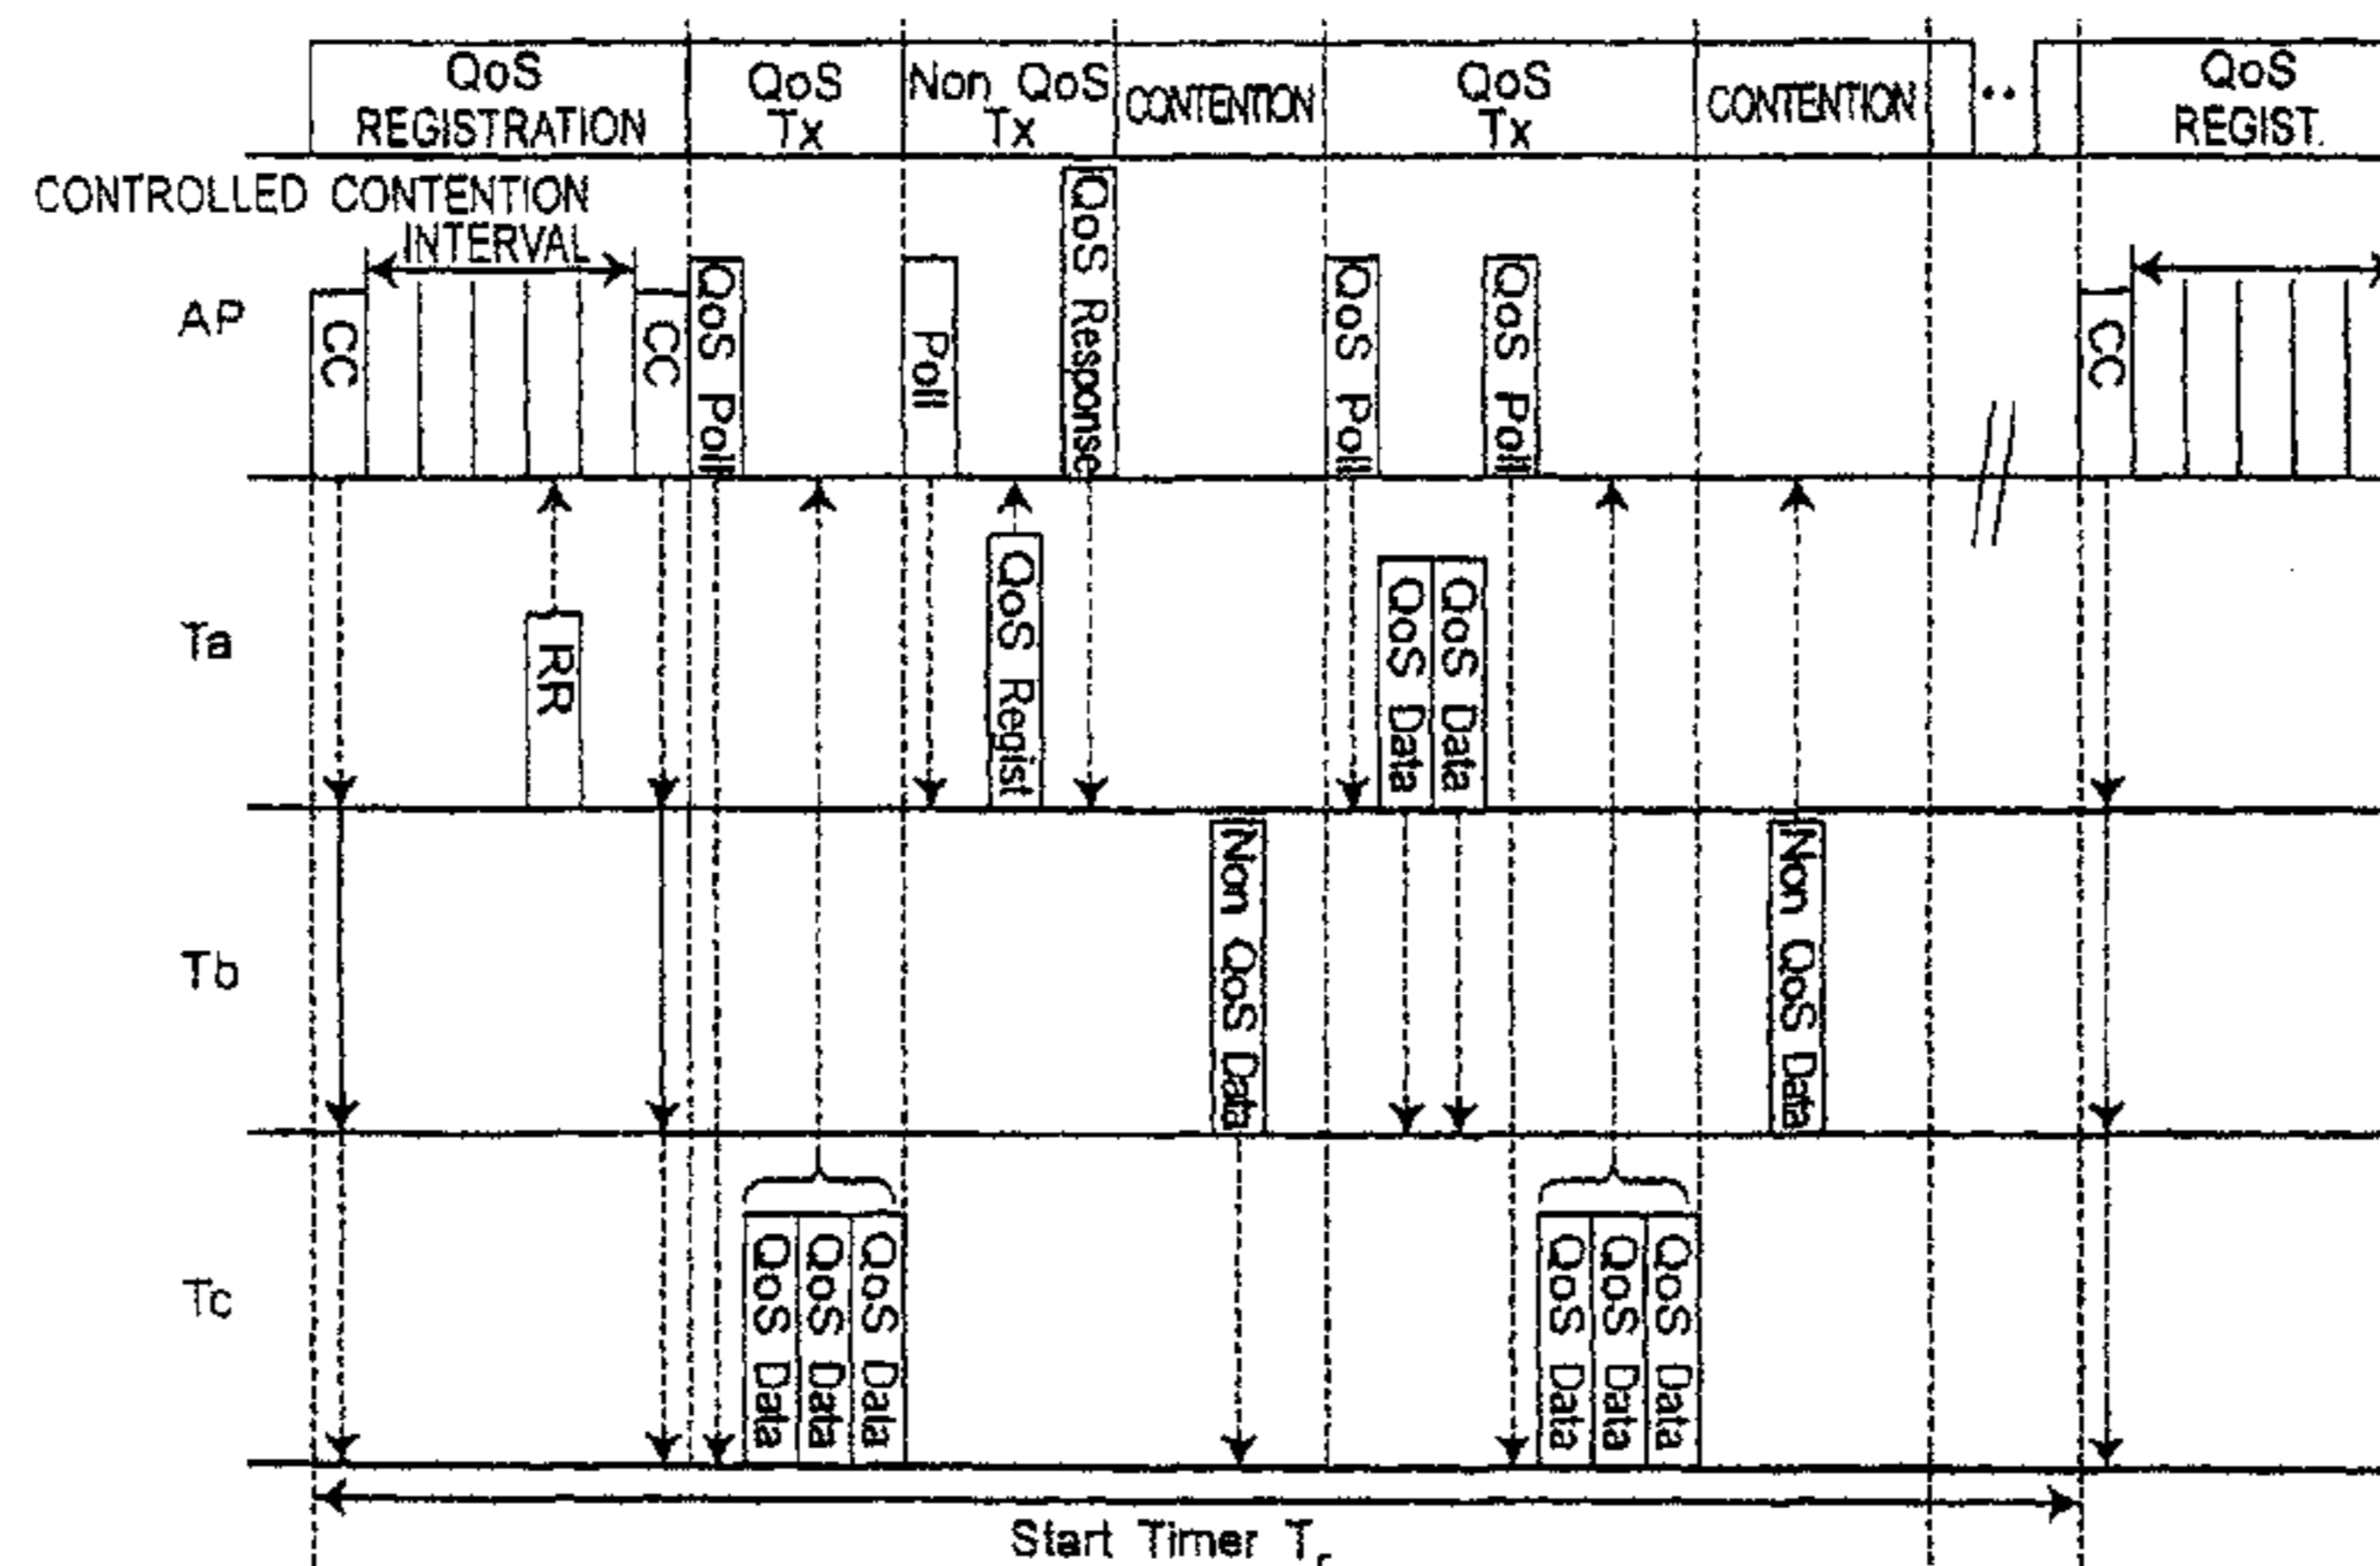 QoS
REGISTRATION
QoS
Tx
Non QoS
Tx
CONTENTION
QoS
Tx
CONTENTION
..
QoS
REGIST.
CONTROLLED CONTENTION
INTERVAL
AP
CC
CC
QoS Poll
Poll
QoS Response
QoS Poll
QoS Poll
CC
Ta
RR
QoS Regist
QoS Data
QoS Data
Tb
Non QoS Data
Non QoS Data
Tc
QoS Data
QoS Data
QoS Data
QoS Data
QoS Data
QoS Data
Start Timer Tr